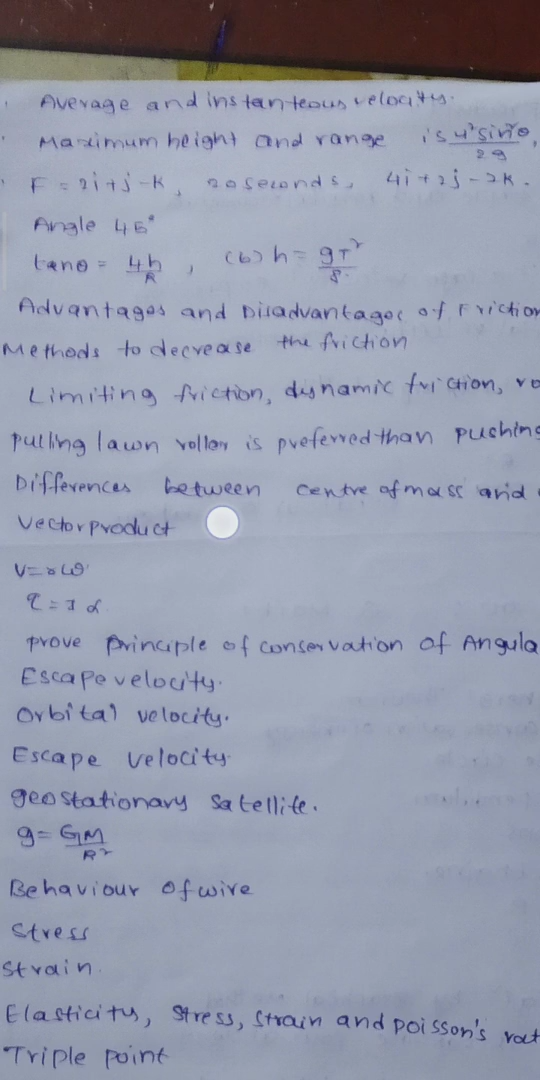 Average and instanteous velocity.
Maximum height and range is u²sin²θ/2g,
F = 2i+j-k, 20 seconds, 4i+2j-2k.
Angle 45°
tanθ = 4h/R, (b) h = gT²/8.
Advantages and Disadvantages of Friction
Methods to decrease the friction
Limiting friction, dynamic friction, ro
pulling lawn roller is preferred than pushing
Differences between centre of mass and
Vector product
V=rω
τ=Iα
prove principle of conservation of Angula
Escape velocity.
Orbital velocity.
Escape velocity
geostationary satellite.
g=GM/R²
Behaviour of wire
Stress
Strain.
Elasticity, stress, strain and poisson's rat
Triple point